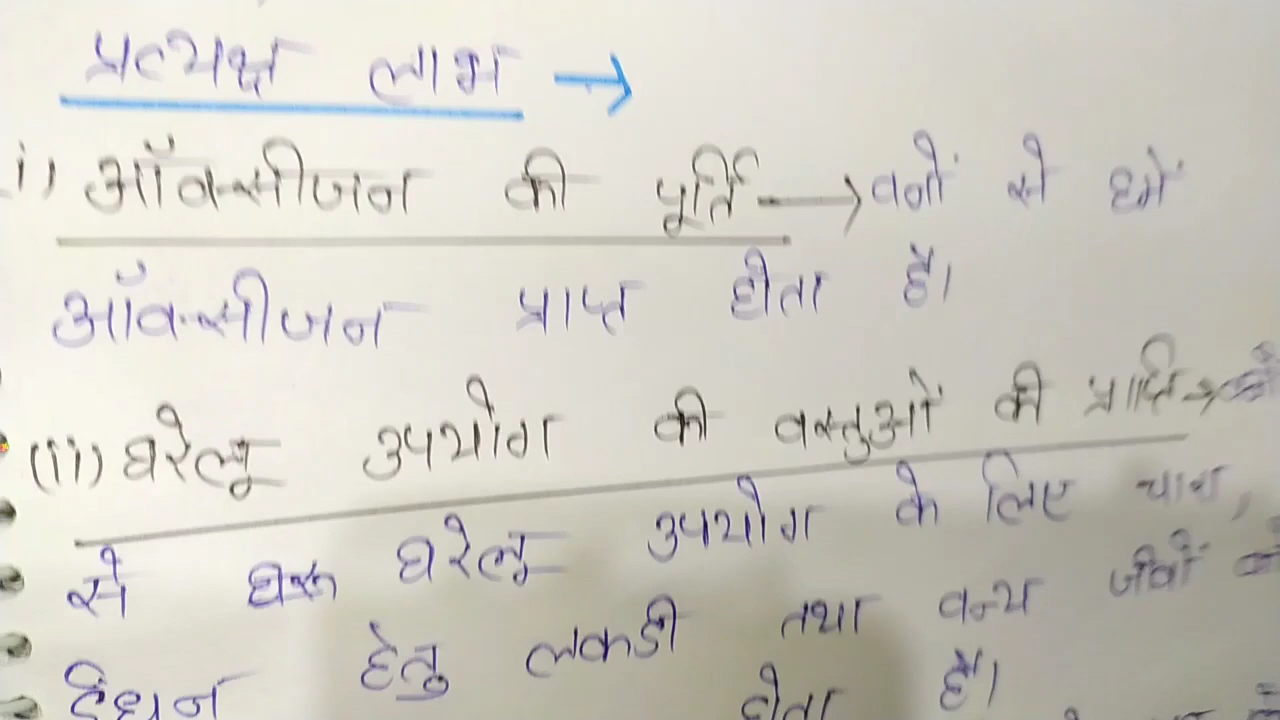 प्रत्यक्ष लाभ →
i) ऑक्सीजन की पूर्ति → वनों से हमें
ऑक्सीजन प्राप्त होता है।
(ii) घरेलू उपयोग की वस्तुओं की प्राप्ति →
से घरेलू उपयोग के लिए चारा,
ईंधन हेतु लकडी तथा वन्य जीवों
होता है।